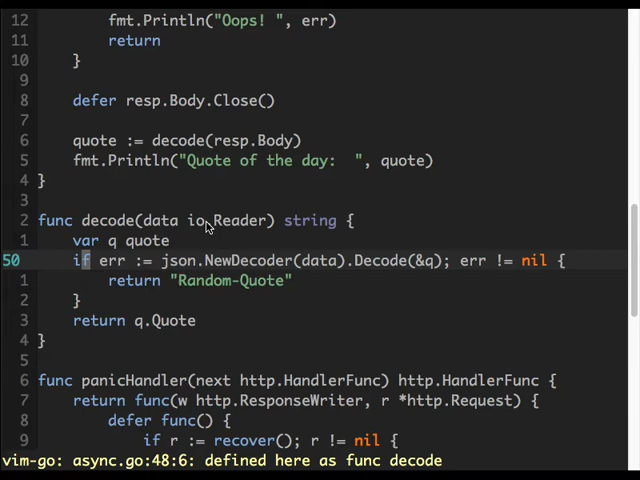 12 fmt.Println("Oops! ", err)
11 return
10 }
9
8 defer resp.Body.Close()
7
6 quote := decode(resp.Body)
5 fmt.Println("Quote of the day:  ", quote)
4 }
3
2 func decode(data io.Reader) string {
1 var q quote
50 if err := json.NewDecoder(data).Decode(&q); err != nil {
1 return "Random-Quote"
2 }
3 return q.Quote
4 }
5
6 func panicHandler(next http.HandlerFunc) http.HandlerFunc {
7 return func(w http.ResponseWriter, r *http.Request) {
8 defer func() {
9 if r := recover(); r != nil {
vim-go: async.go:48:6: defined here as func decode